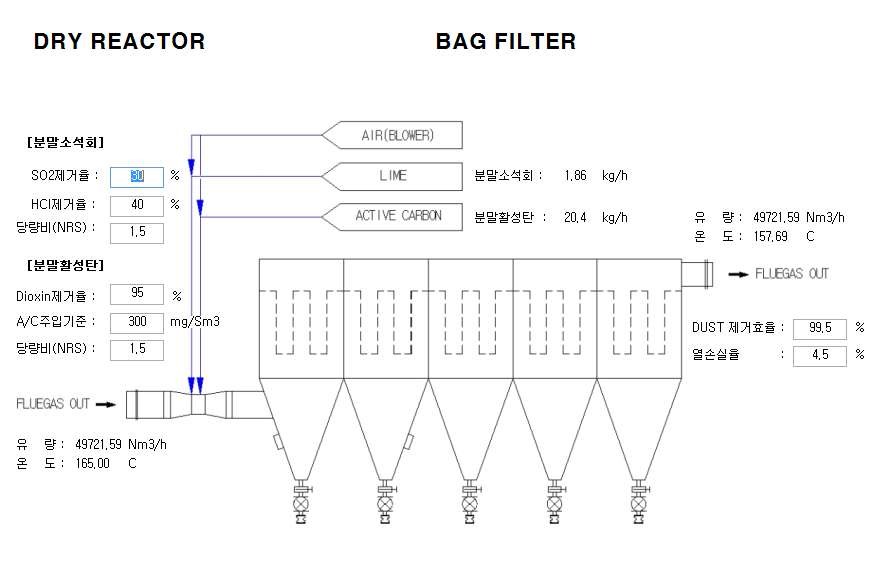 DRY REACTOR
BAG FILTER
[분말소석회]
AIR(BLOWER)
SO2제거율 : 30 %
LIME
분말소석회 : 1.86 kg/h
HCl제거율 : 40 %
ACTIVE CARBON
분말활성탄 : 20.4 kg/h
당량비(NRS) : 1.5
유 량 : 49721.59 Nm3/h
온 도 : 157.69 C
[분말활성탄]
FLUEGAS OUT
Dioxin제거율 : 95 %
A/C주입기준 : 300 mg/Sm3
당량비(NRS) : 1.5
DUST 제거효율 : 99.5 %
열손실율 : 4.5 %
FLUEGAS OUT
유 량 : 49721.59 Nm3/h
온 도 : 165.00 C